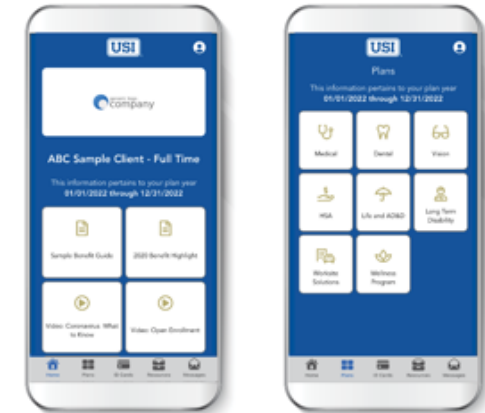 USI
company
ABC Sample Client - Full Time
This information pertains to your plan year
01/01/2022 through 12/31/2022
Sample Benefit Guide
2020 Benefit Highlight
Video: Coronavirus: What to Know
Video: Open Enrollment
Home
Plans
ID Cards
Resources
Messages
USI
Plans
This information pertains to your plan year
01/01/2022 through 12/31/2022
Medical
Dental
Vision
HSA
Life and AD&D
Long Term
Disability
Worksite
Solutions
Wellness
Program
Home
Plans
ID Cards
Resources
Messages